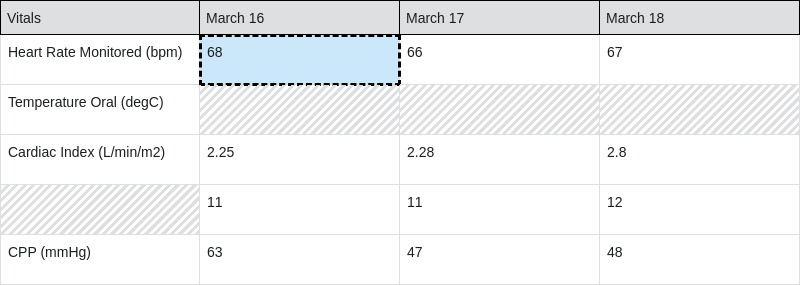 Vitals March 16 March 17 March 18
Heart Rate Monitored (bpm) 68 66 67
Temperature Oral (degC)
Cardiac Index (L/min/m2) 2.25 2.28 2.8
11 11 12
CPP (mmHg) 63 47 48